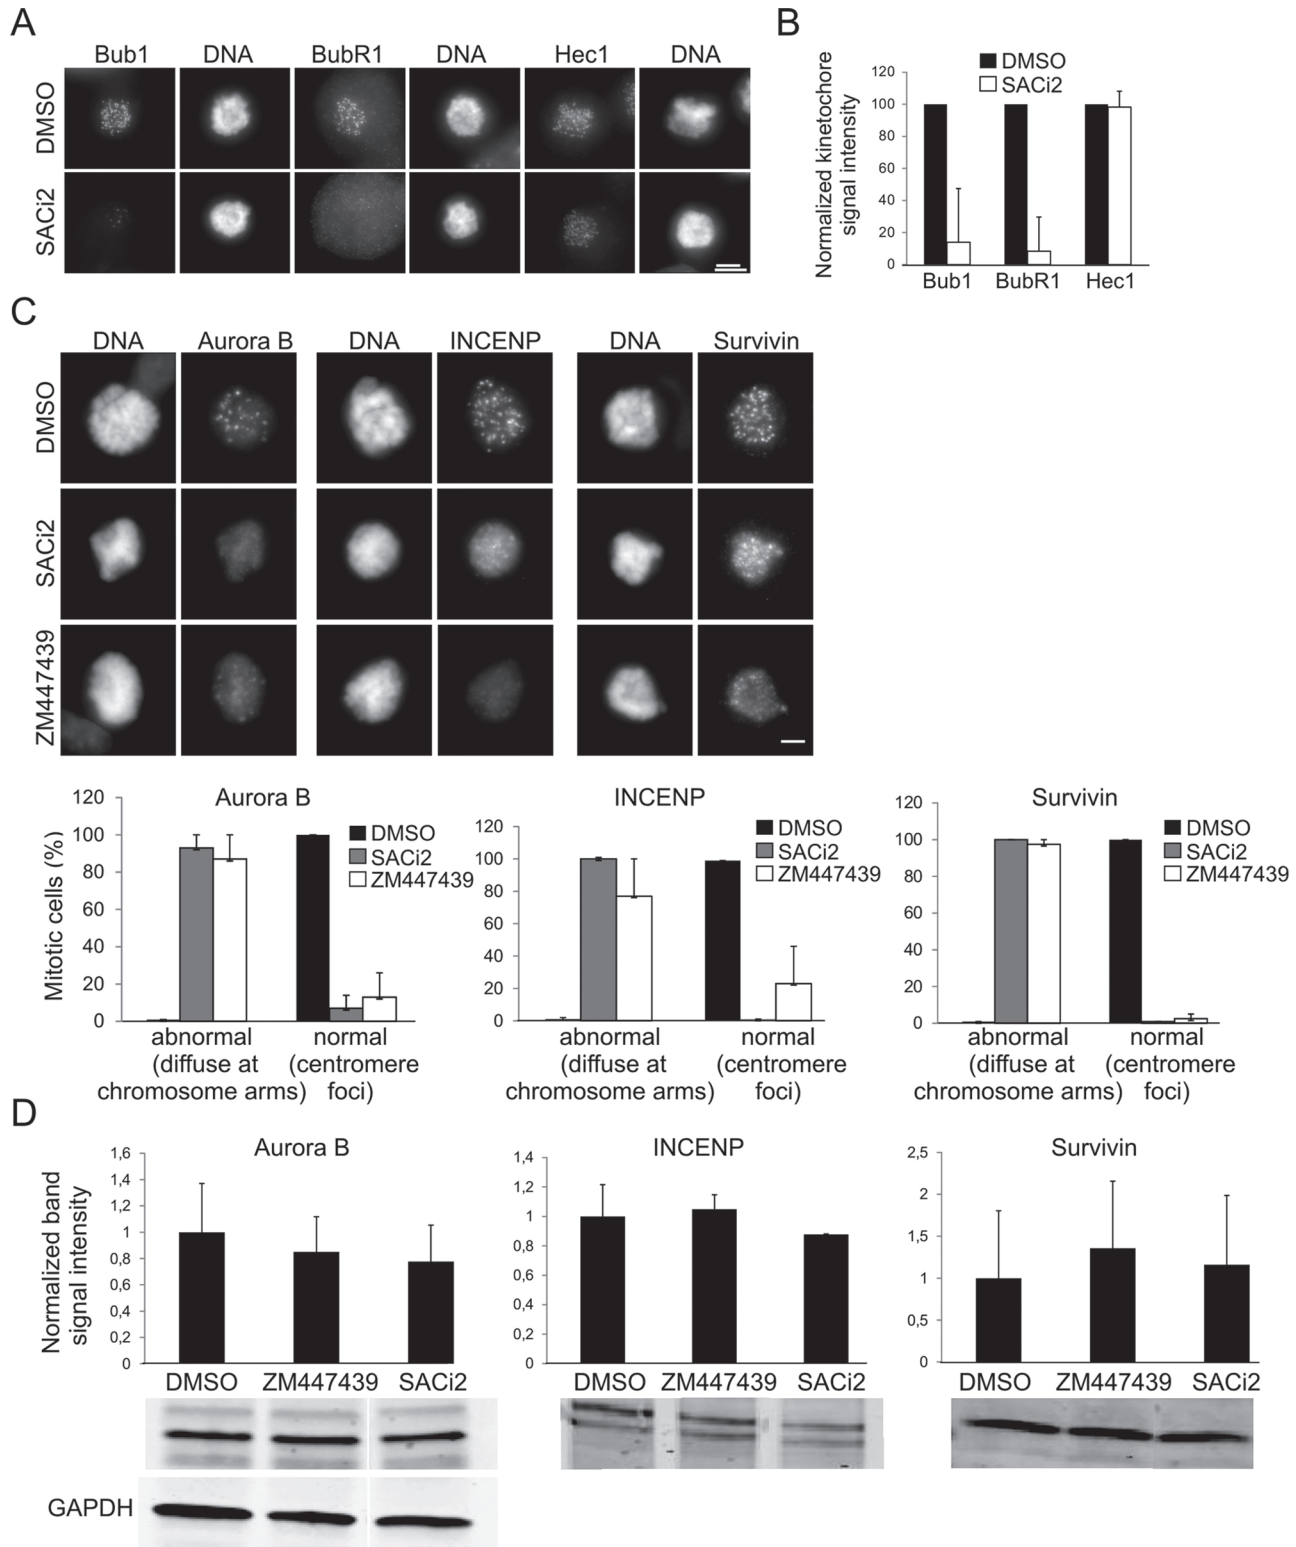 A
Bub1 DNA BubR1 DNA Hec1 DNA
DMSO
SACi2
B
DMSO
SACi2
Normalized kinetochore
signal intensity
120
100
80
60
40
20
0
Bub1 BubR1 Hec1
C
DNA Aurora B DNA INCENP DNA Survivin
DMSO
SACi2
ZM447439
Mitotic cells (%)
Aurora B
120
100
80
60
40
20
0
DMSO
SACi2
ZM447439
abnormal normal
(diffuse at (centromere
chromosome arms) foci)
INCENP
120
100
80
60
40
20
0
DMSO
SACi2
ZM447439
abnormal normal
(diffuse at (centromere
chromosome arms) foci)
Survivin
120
100
80
60
40
20
0
DMSO
SACi2
ZM447439
abnormal normal
(diffuse at (centromere
chromosome arms) foci)
D
Normalized band
signal intensity
Aurora B
1,6
1,4
1,2
1
0,8
0,6
0,4
0,2
0
DMSO ZM447439 SACi2
INCENP
1,4
1,2
1
0,8
0,6
0,4
0,2
0
DMSO ZM447439 SACi2
Survivin
2,5
2
1,5
1
0,5
0
DMSO ZM447439 SACi2
GAPDH